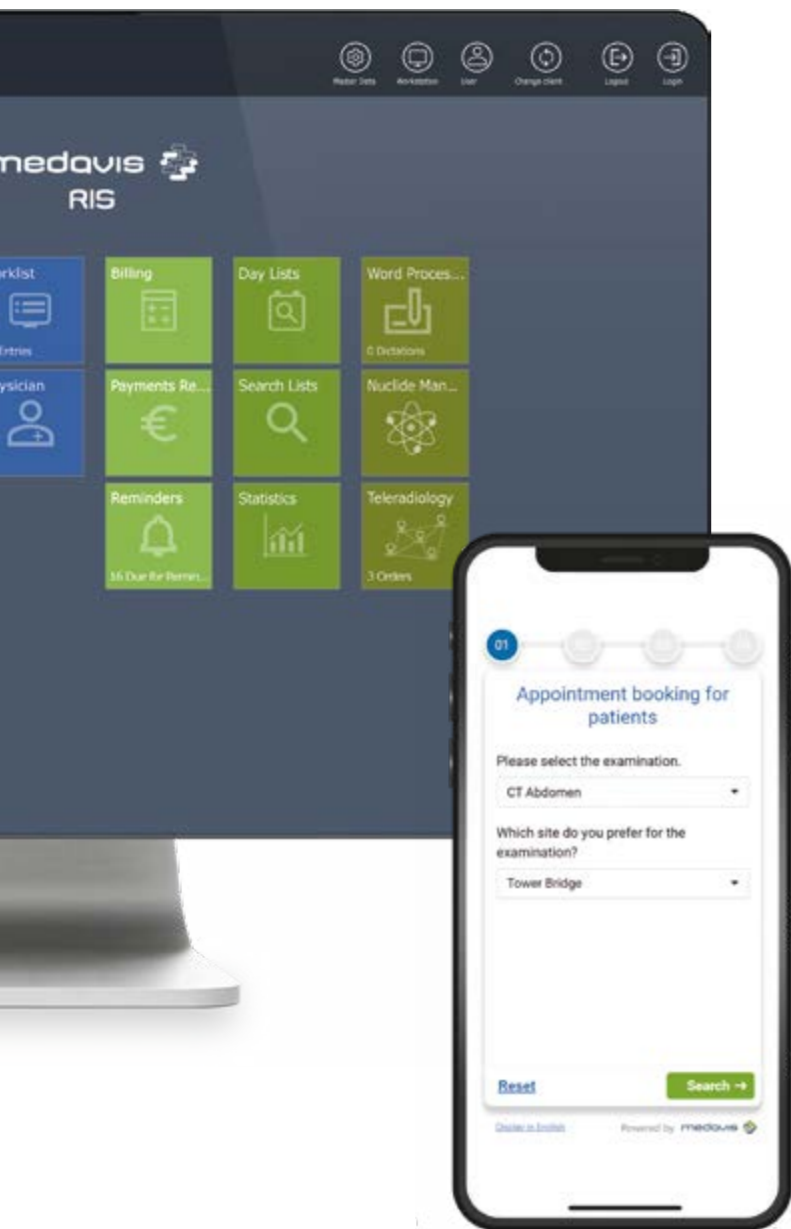 Master Data Workstation User Change client Logout Login
medavis
RIS
orklist
Billing
Day Lists
Word Proces...
Entries
0 Dictations
ysician
Payments Re...
Search Lists
Nuclide Man...
Reminders
Statistics
Teleradiology
16 Due for Remin...
3 Orders
01
Appointment booking for
patients
Please select the examination.
CT Abdomen
Which site do you prefer for the
examination?
Tower Bridge
Reset
Search →
Display in English
Powered by medavis